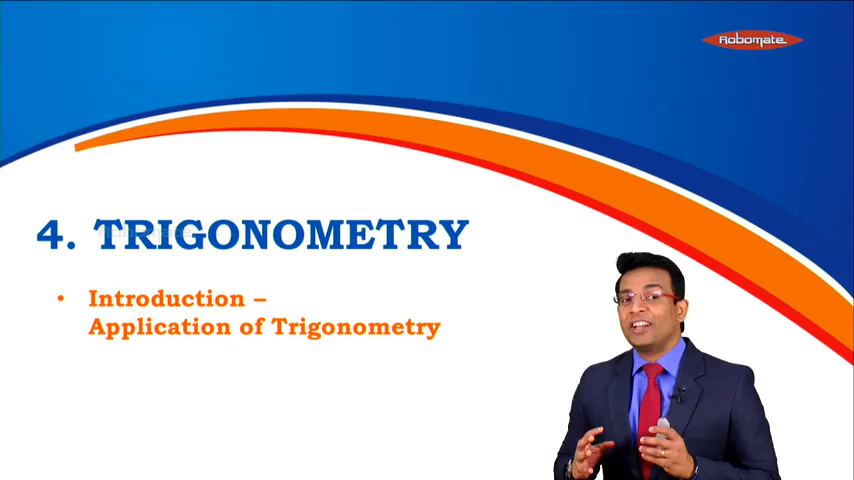 Robomate
4. TRIGONOMETRY
• Introduction –
Application of Trigonometry